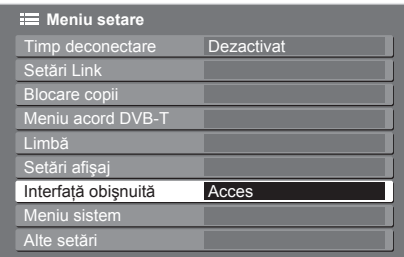 Meniu setare
Timp deconectare Dezactivat
Setări Link
Blocare copii
Meniu acord DVB-T
Limbă
Setări afişaj
Interfaţă obişnuită Acces
Meniu sistem
Alte setări